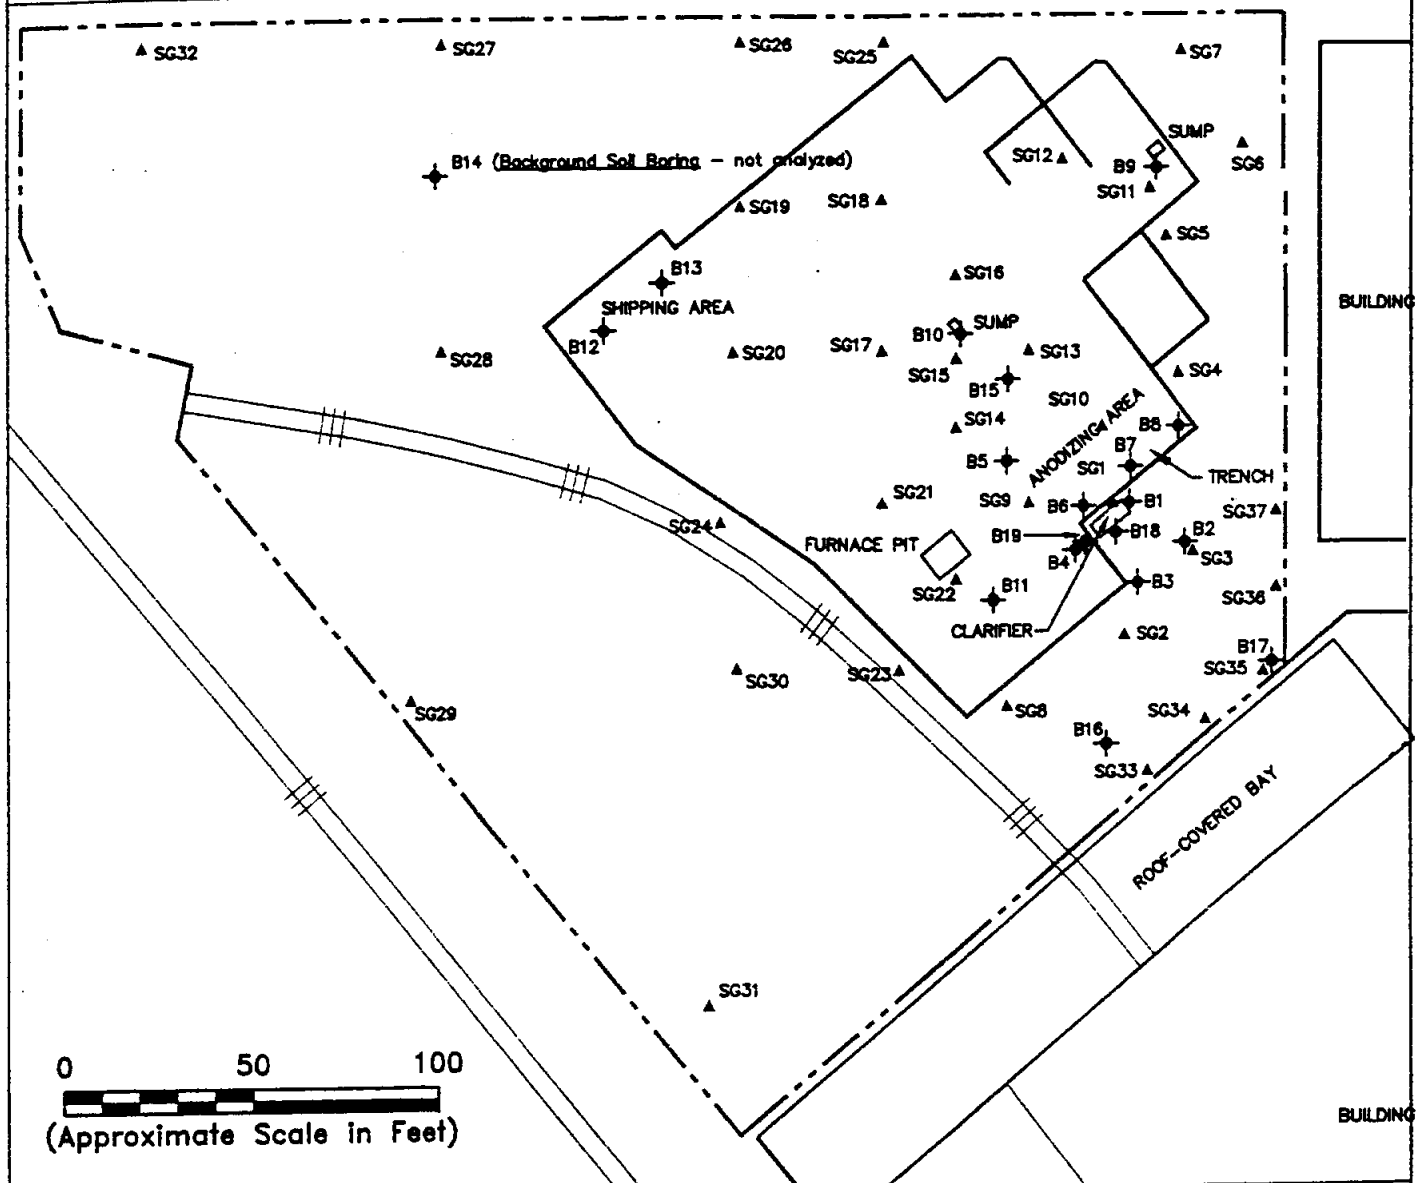 SG32
SG27
SG26
SG25
SG7
SUMP
SG12
B9
SG6
SG11
B14 (Background Soil Boring - not analyzed)
SG19
SG18
SG5
B13
SG16
SHIPPING AREA
BUILDING
B12
B10
SUMP
SG28
SG20
SG17
SG13
SG15
SG4
B15
SG10
SG14
ANODIZING AREA
B8
B7
B5
SG1
TRENCH
SG21
SG9
B6
B1
SG37
SG24
FURNACE PIT
B19
B18
B2
B4
SG3
SG22
B11
B3
SG36
CLARIFIER
SG2
B17
SG30
SG23
SG35
SG29
SG8
SG34
B16
SG33
ROOF-COVERED BAY
SG31
0 50 100
(Approximate Scale in Feet)
BUILDING